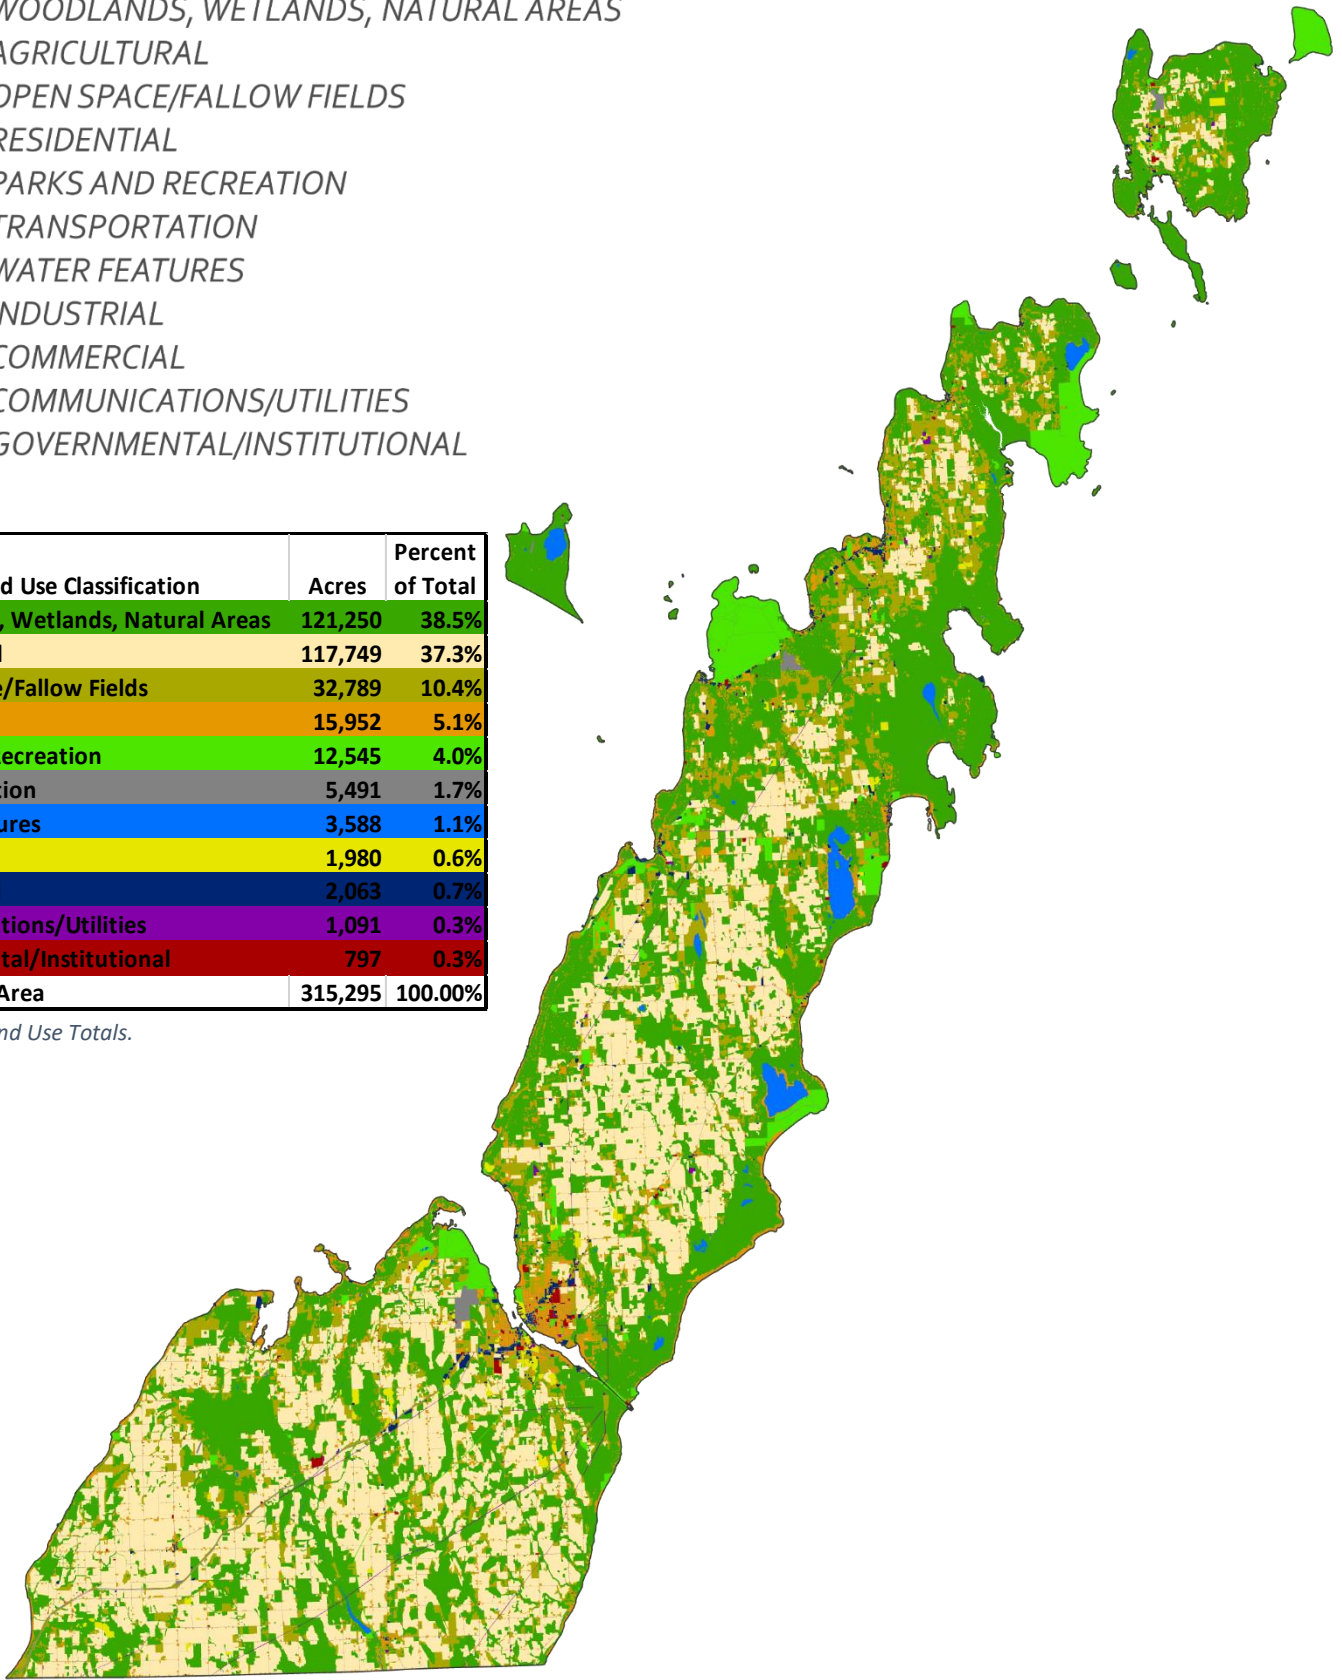 WOODLANDS, WETLANDS, NATURAL AREAS
AGRICULTURAL
OPEN SPACE/FALLOW FIELDS
RESIDENTIAL
PARKS AND RECREATION
TRANSPORTATION
WATER FEATURES
INDUSTRIAL
COMMERCIAL
COMMUNICATIONS/UTILITIES
GOVERNMENTAL/INSTITUTIONAL
d Use Classification Acres Percent of Total
, Wetlands, Natural Areas 121,250 38.5%
l 117,749 37.3%
e/Fallow Fields 32,789 10.4%
15,952 5.1%
Recreation 12,545 4.0%
tion 5,491 1.7%
ures 3,588 1.1%
1,980 0.6%
l 2,063 0.7%
tions/Utilities 1,091 0.3%
tal/Institutional 797 0.3%
Area 315,295 100.00%
nd Use Totals.